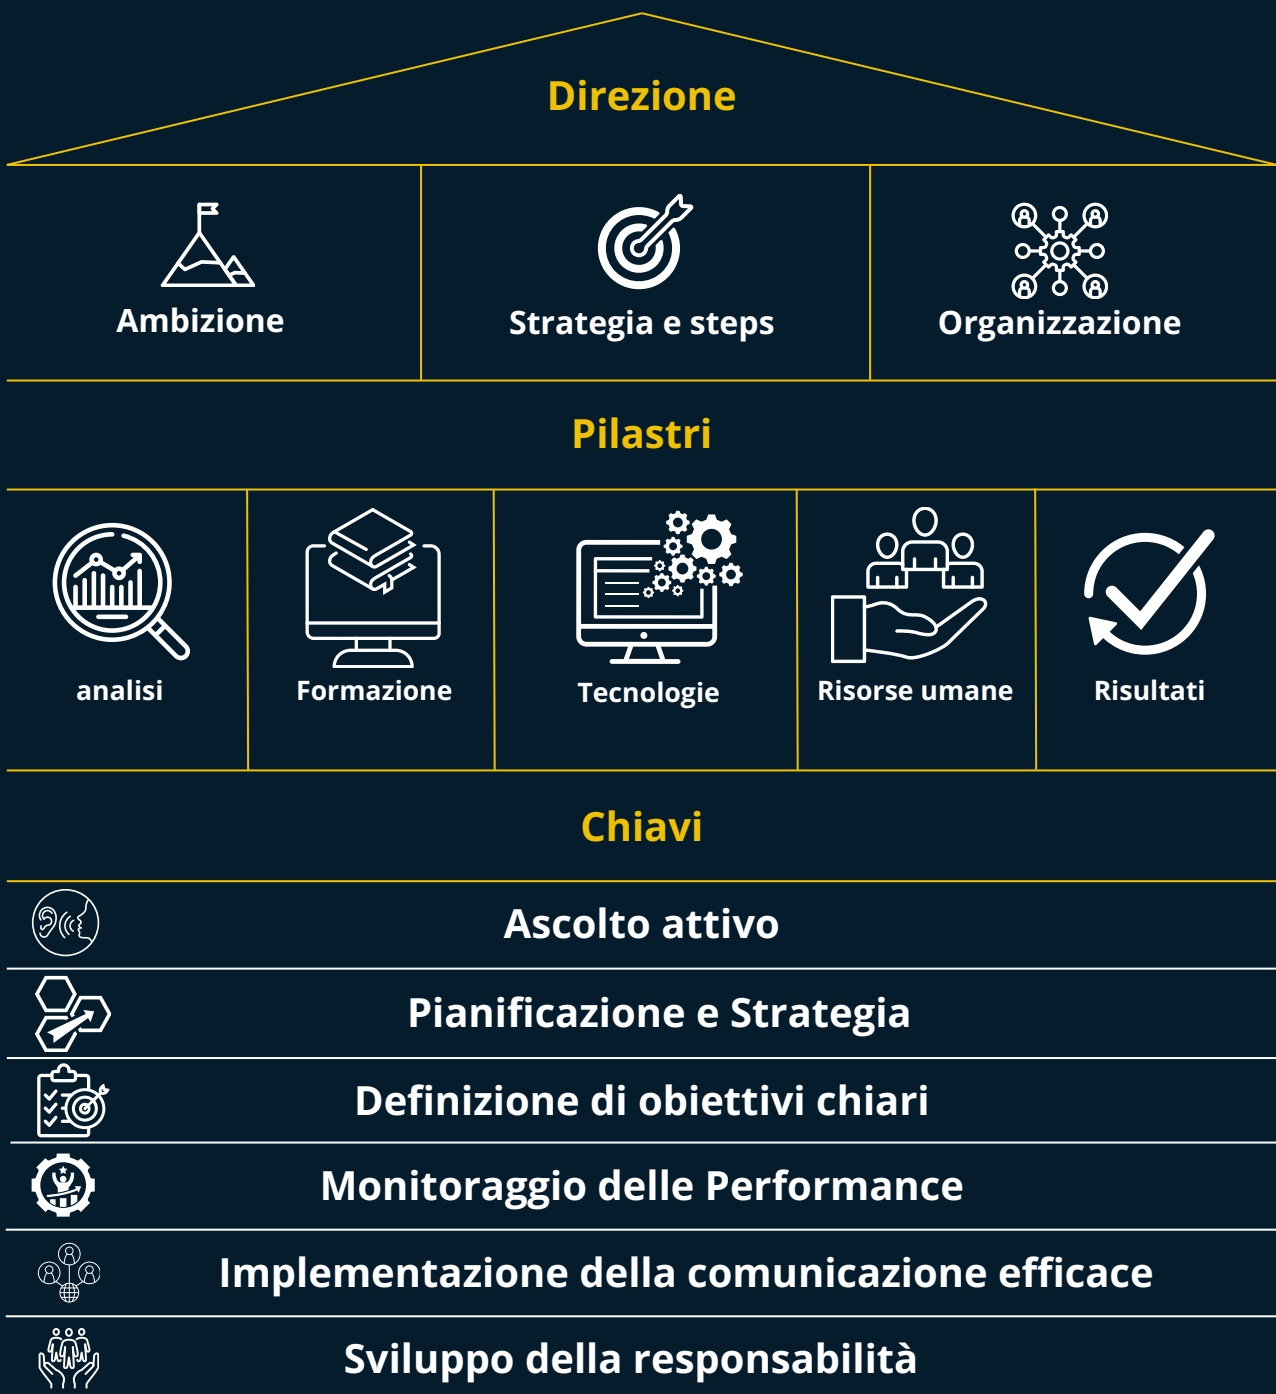 Direzione
Ambizione
Strategia e steps
Organizzazione
Pilastri
analisi
Formazione
Tecnologie
Risorse umane
Risultati
Chiavi
Ascolto attivo
Pianificazione e Strategia
Definizione di obiettivi chiari
Monitoraggio delle Performance
Implementazione della comunicazione efficace
Sviluppo della responsabilità